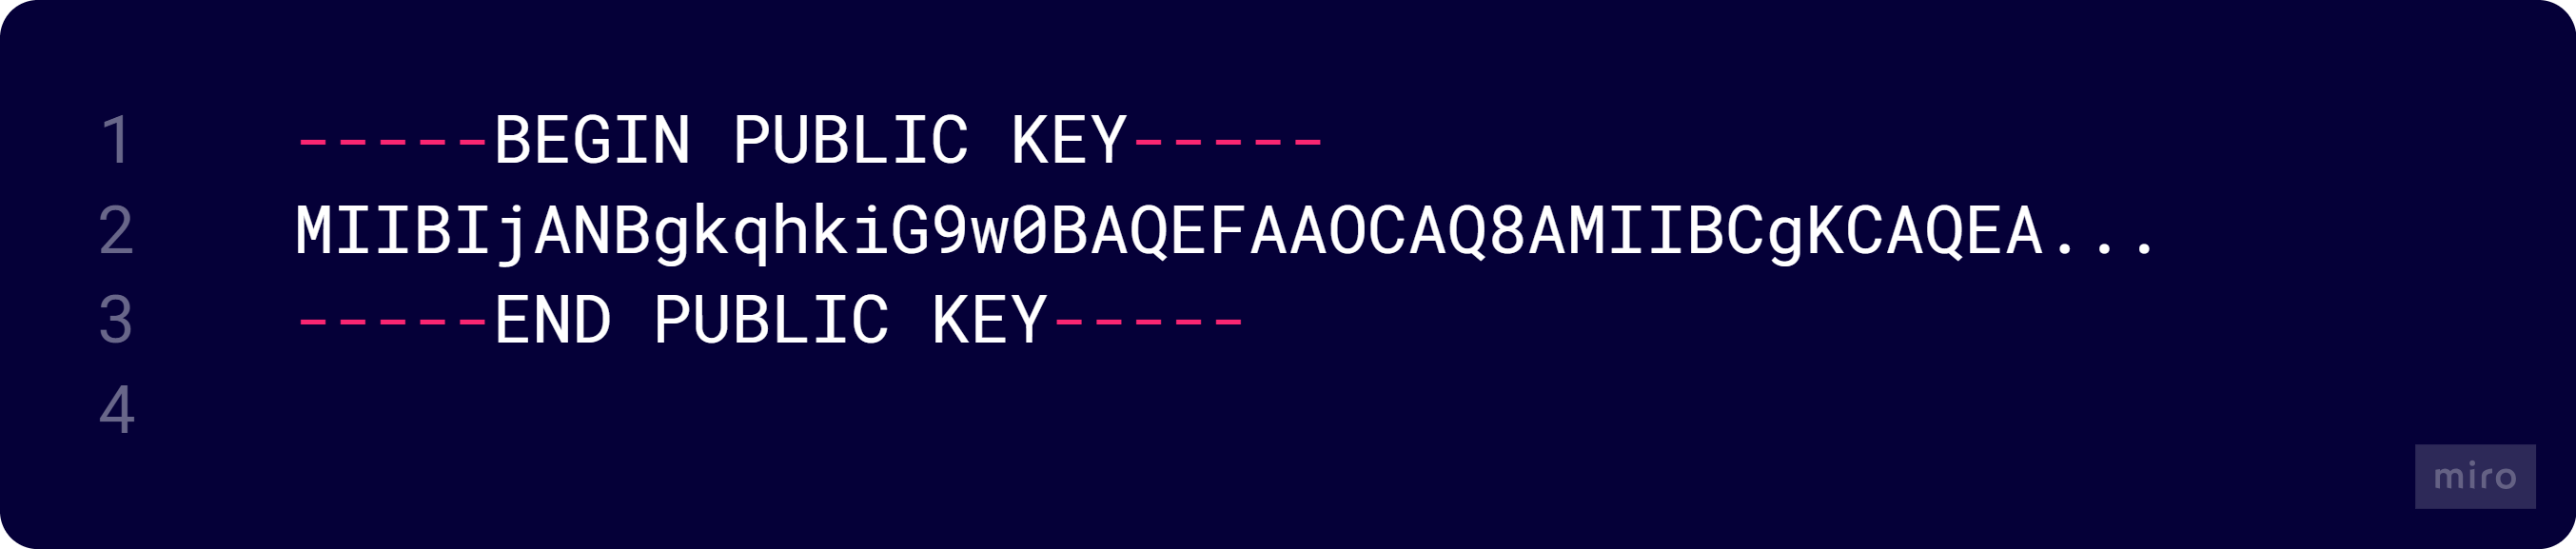 1 -----BEGIN PUBLIC KEY-----
2 MIIBIjANBgkqhkiG9w0BAQEFAAOCAQ8AMIIBCgKCAQEA...
3 -----END PUBLIC KEY-----
4
miro